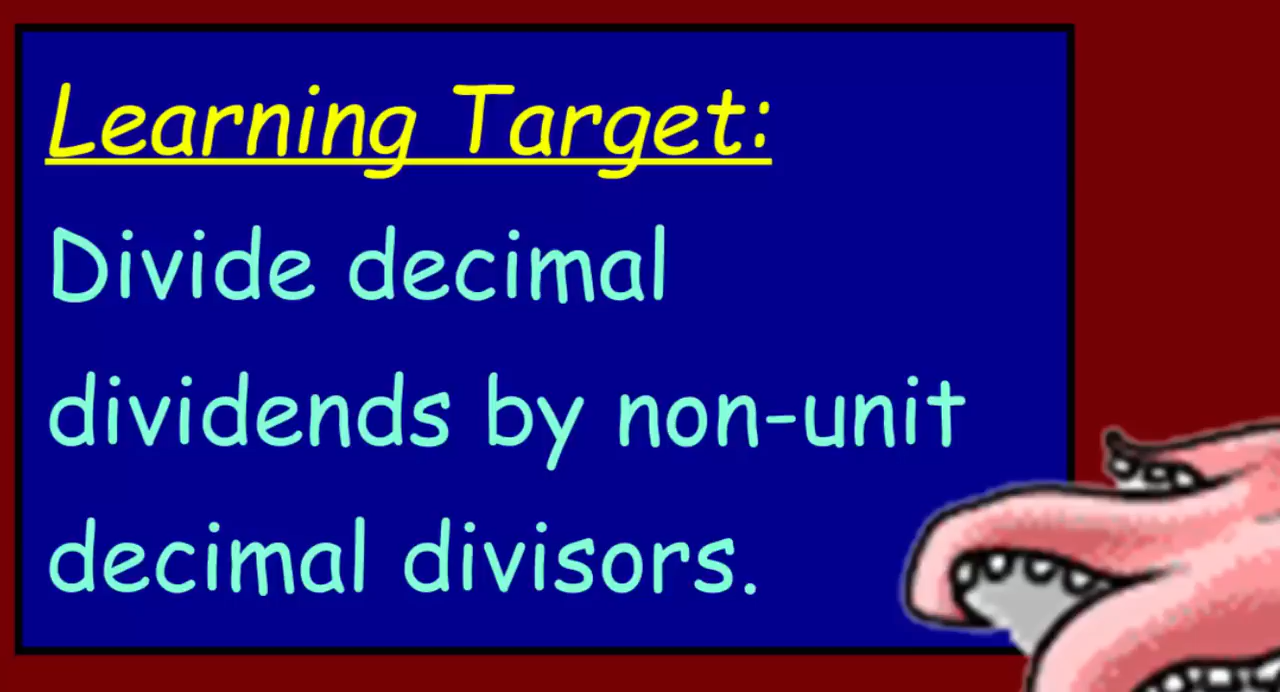 Learning Target:
Divide decimal
dividends by non-unit
decimal divisors.